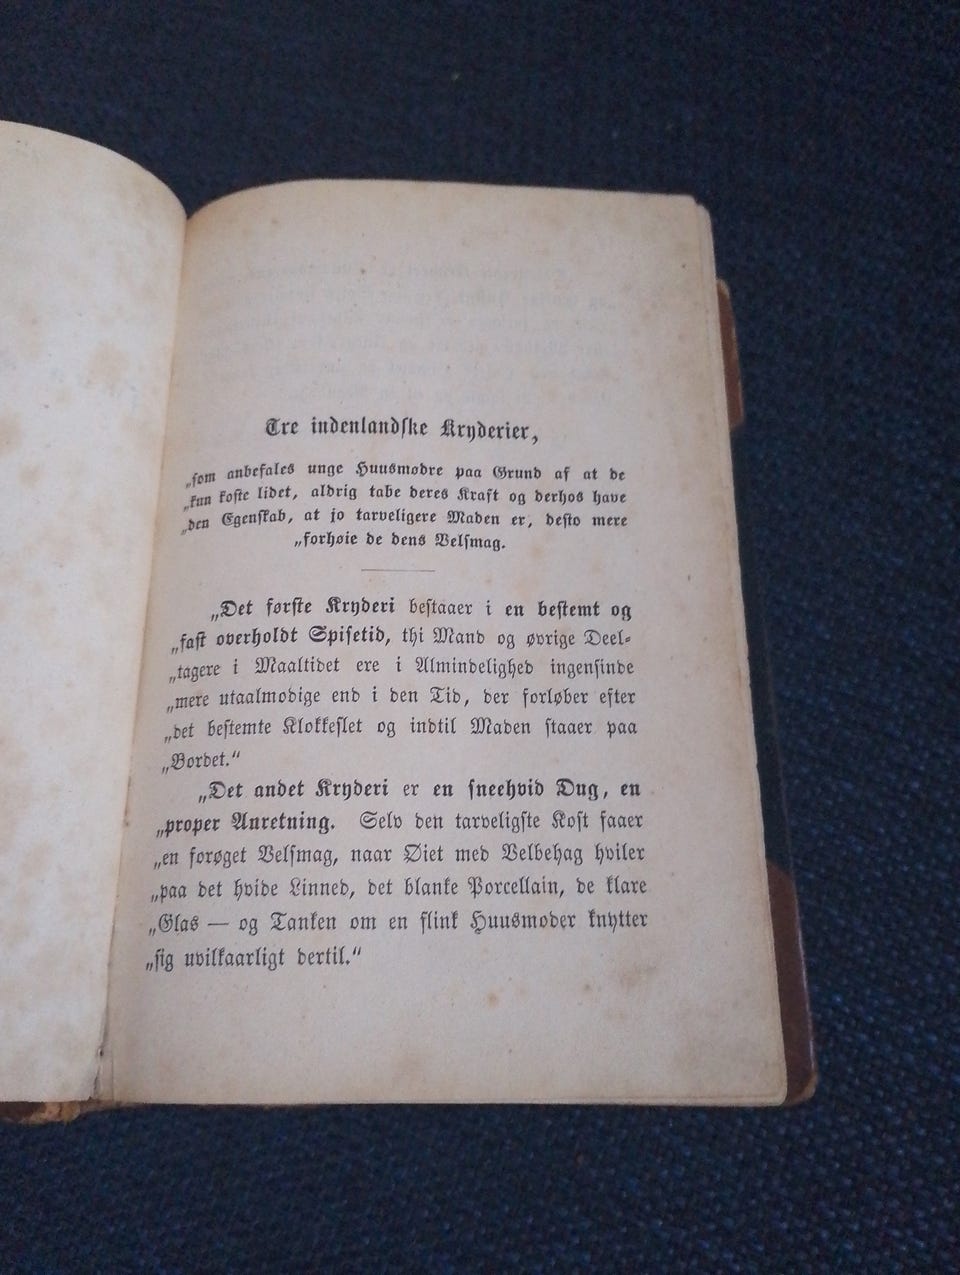 Tre indenlandske Kryderier,
„som anbefales unge Huusmødre paa Grund af at de
„kun koste lidet, aldrig tabe deres Kraft og derhos have
„den Egenskab, at jo tarveligere Maden er, desto mere
„forhøie de dens Velsmag.
„Det første Kryderi bestaaer i en bestemt og
„fast overholdt Spisetid, thi Mand og øvrige Deel-
„tagere i Maaltidet ere i Almindelighed ingensinde
„mere utaalmodige end i den Tid, der forløber efter
„det bestemte Klokkeslet og indtil Maden staaer paa
„Bordet.“
„Det andet Kryderi er en sneehvid Dug, en
„proper Anretning. Selv den tarveligste Kost faaer
„en forøget Velsmag, naar Øiet med Velbehag hviler
„paa det hvide Linned, det blanke Porcellain, de klare
„Glas — og Tanken om en flink Huusmoder knytter
„sig uvilkaarligt dertil.“